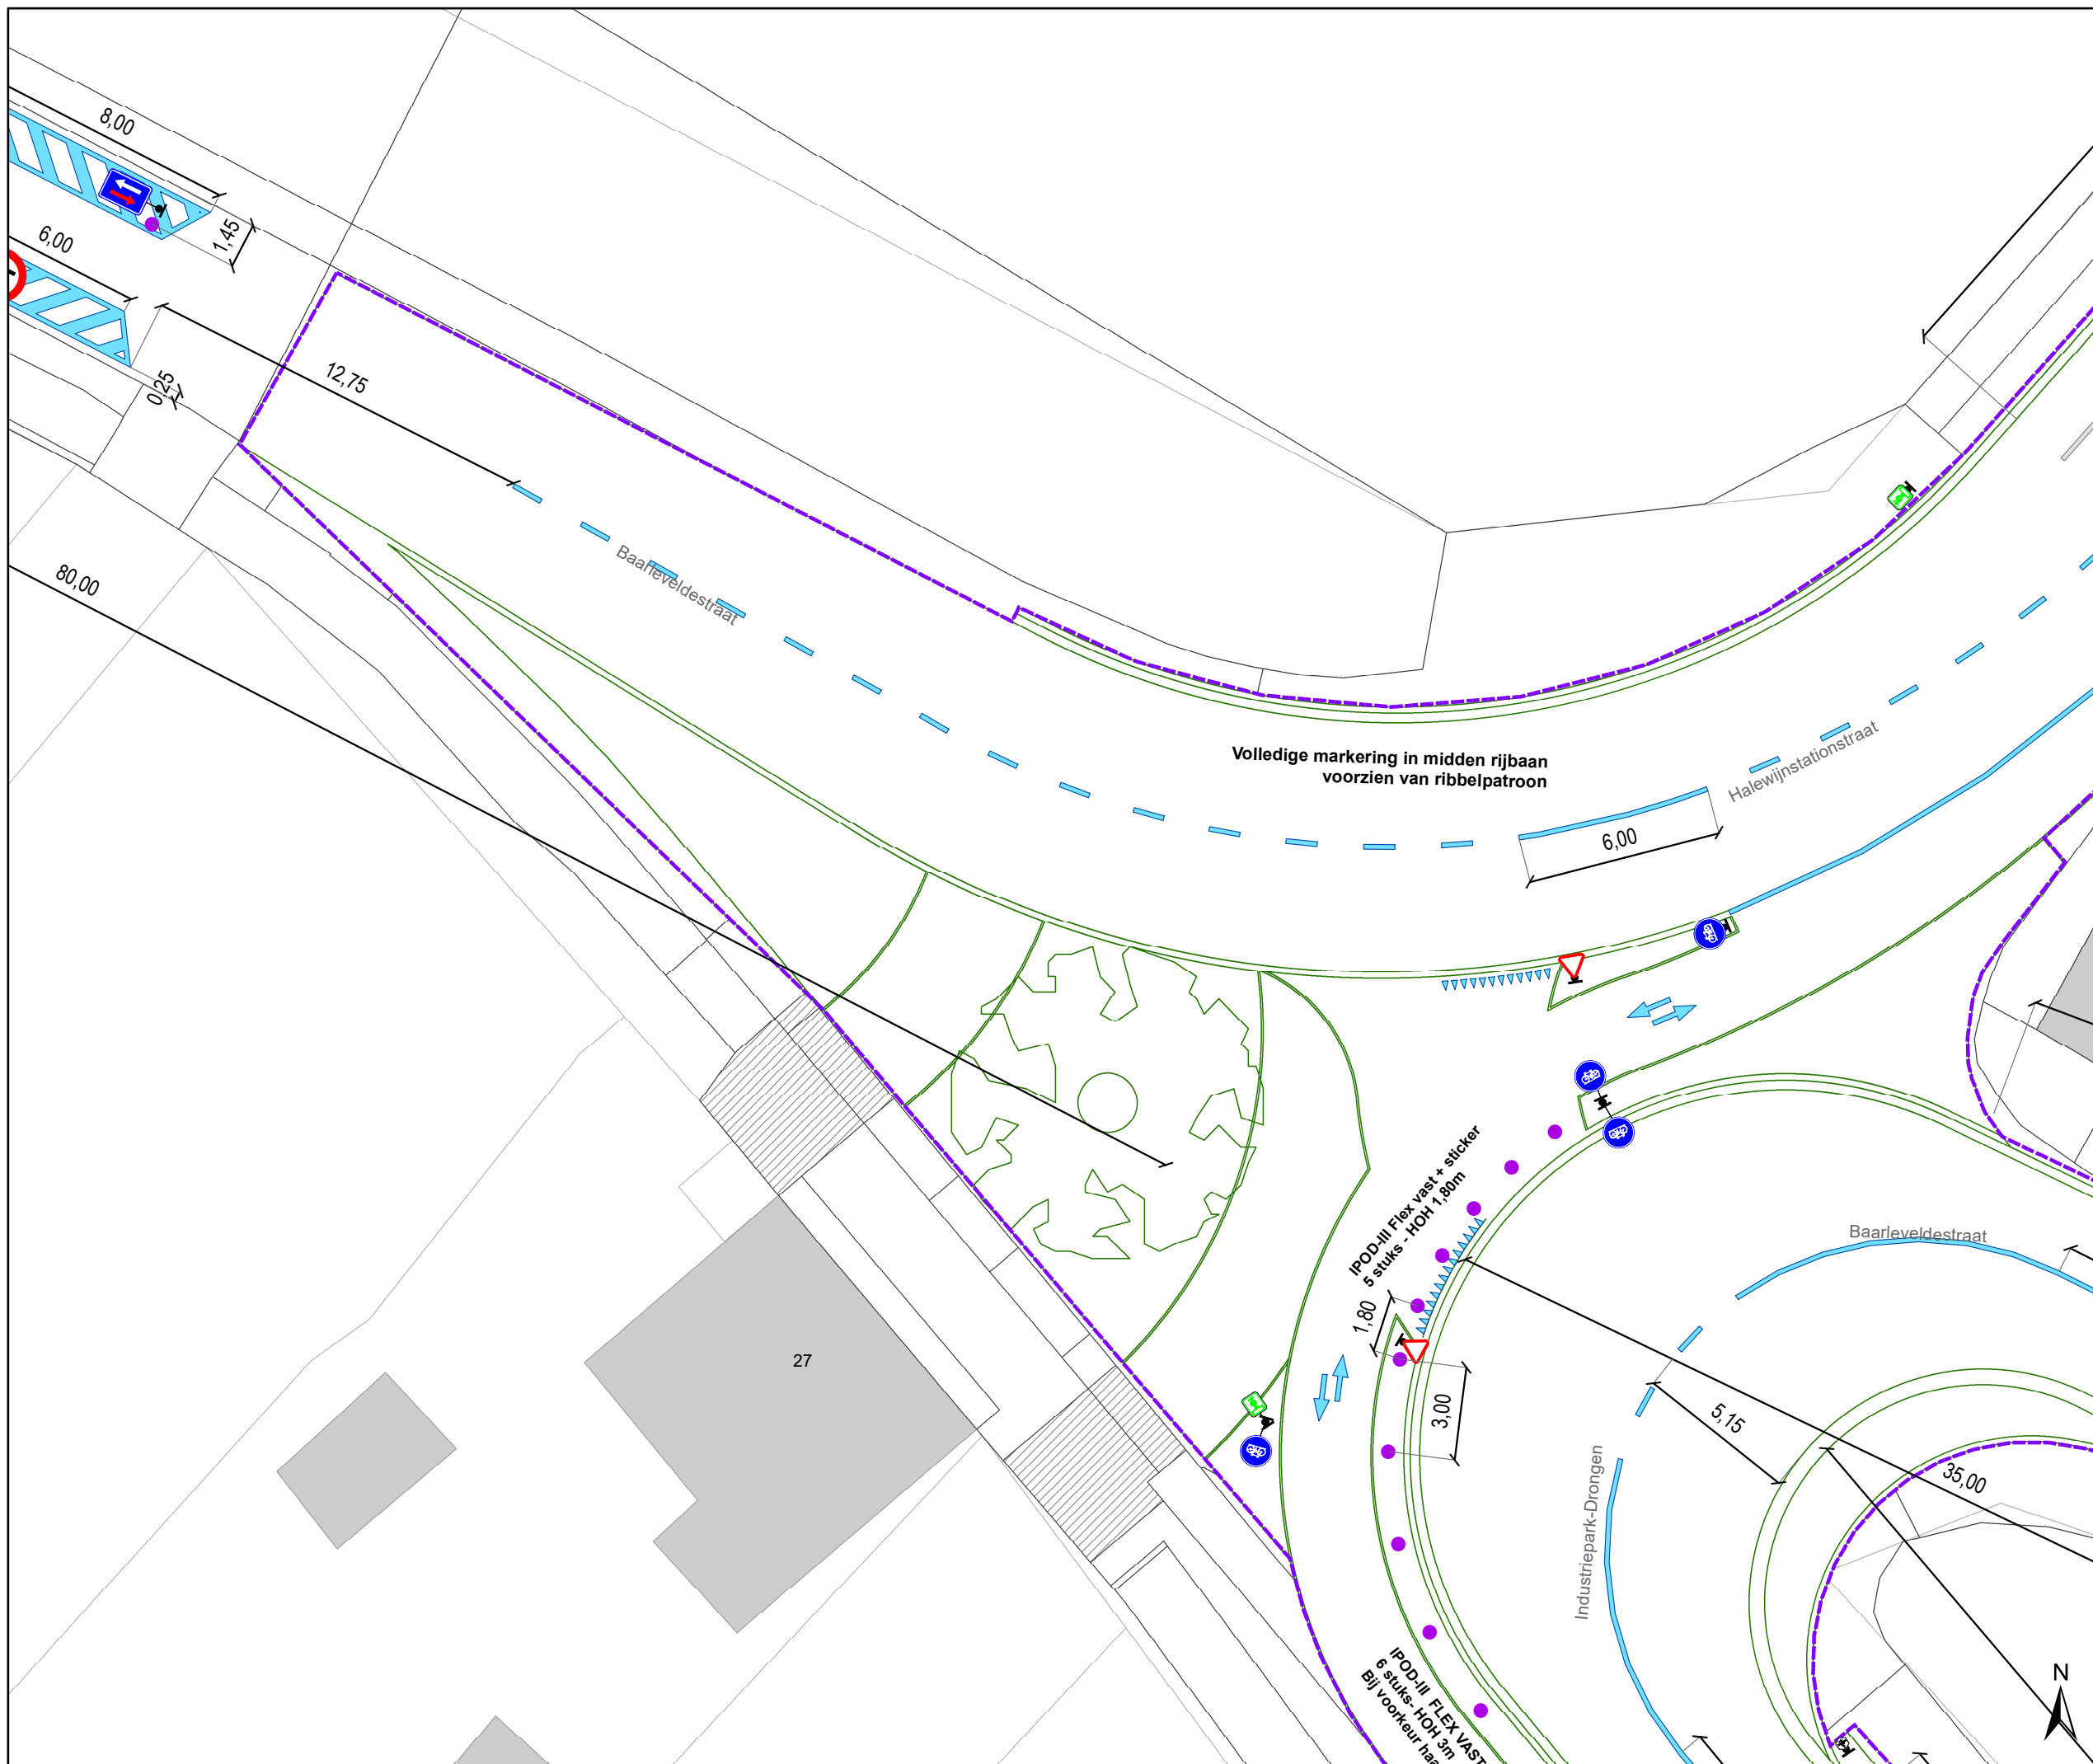 8,00
1,45
6,00
0,25
12,75
80,00
Baarleveldestraat
Volledige markering in midden rijbaan
voorzien van ribbelpatroon
Halewijnstationstraat
6,00
IPOD-III Flex vast + sticker
5 stuks - HOH 1,80m
1,80
3,00
Baarleveldestraat
5,15
35,00
27
Industriepark-Drongen
IPOD-III FLEX VAST
6 stuks- HOH 3m
Bij voorkeur
N